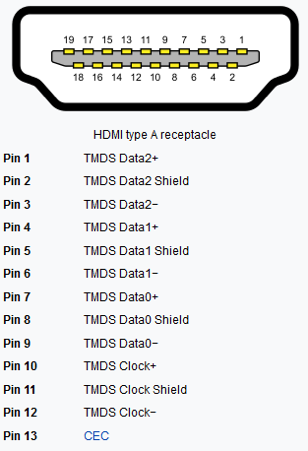 19 17 15 13 11 9 7 5 3 1
18 16 14 12 10 8 6 4 2
HDMI type A receptacle
Pin 1 TMDS Data2+
Pin 2 TMDS Data2 Shield
Pin 3 TMDS Data2−
Pin 4 TMDS Data1+
Pin 5 TMDS Data1 Shield
Pin 6 TMDS Data1−
Pin 7 TMDS Data0+
Pin 8 TMDS Data0 Shield
Pin 9 TMDS Data0−
Pin 10 TMDS Clock+
Pin 11 TMDS Clock Shield
Pin 12 TMDS Clock−
Pin 13 CEC